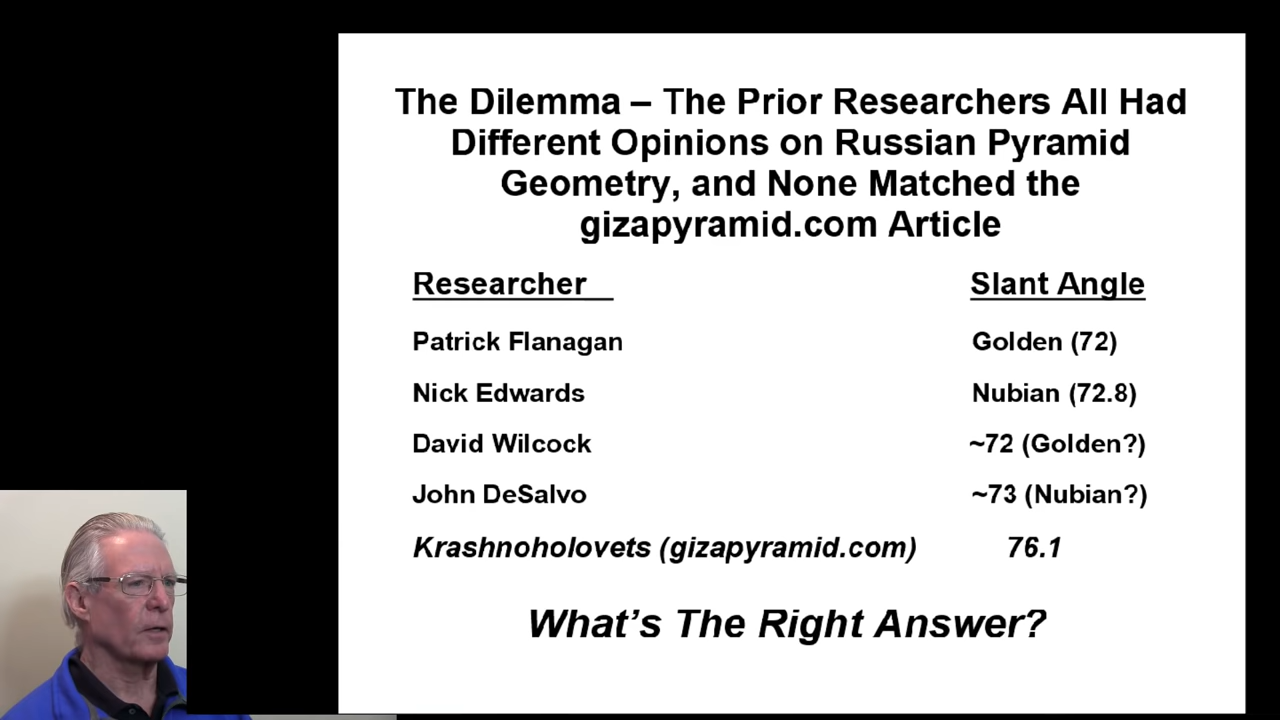 The Dilemma – The Prior Researchers All Had
Different Opinions on Russian Pyramid
Geometry, and None Matched the
gizapyramid.com Article
Researcher Slant Angle
Patrick Flanagan Golden (72)
Nick Edwards Nubian (72.8)
David Wilcock ~72 (Golden?)
John DeSalvo ~73 (Nubian?)
Krashnoholovets (gizapyramid.com) 76.1
What's The Right Answer?